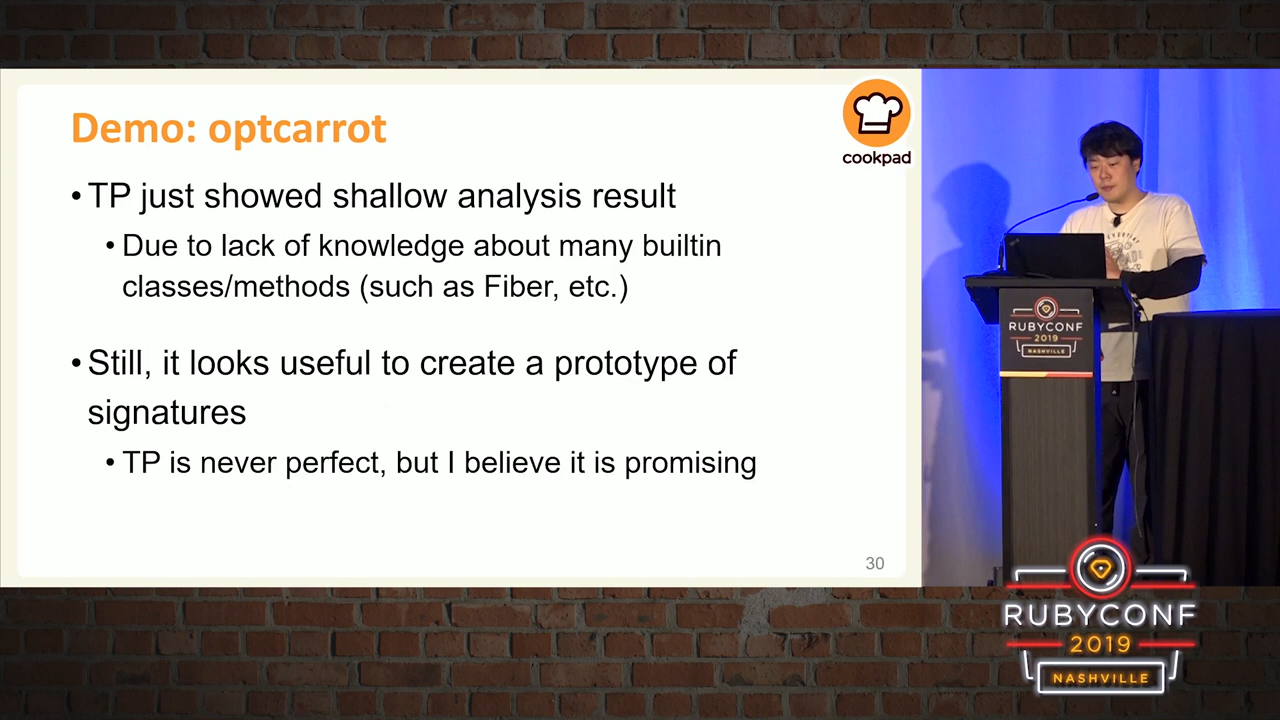 Demo: optcarrot
cookpad
• TP just showed shallow analysis result
• Due to lack of knowledge about many builtin
classes/methods (such as Fiber, etc.)
• Still, it looks useful to create a prototype of
signatures
• TP is never perfect, but I believe it is promising
30
RUBYCONF
2019
NASHVILLE
RUBYCONF
2019
NASHVILLE